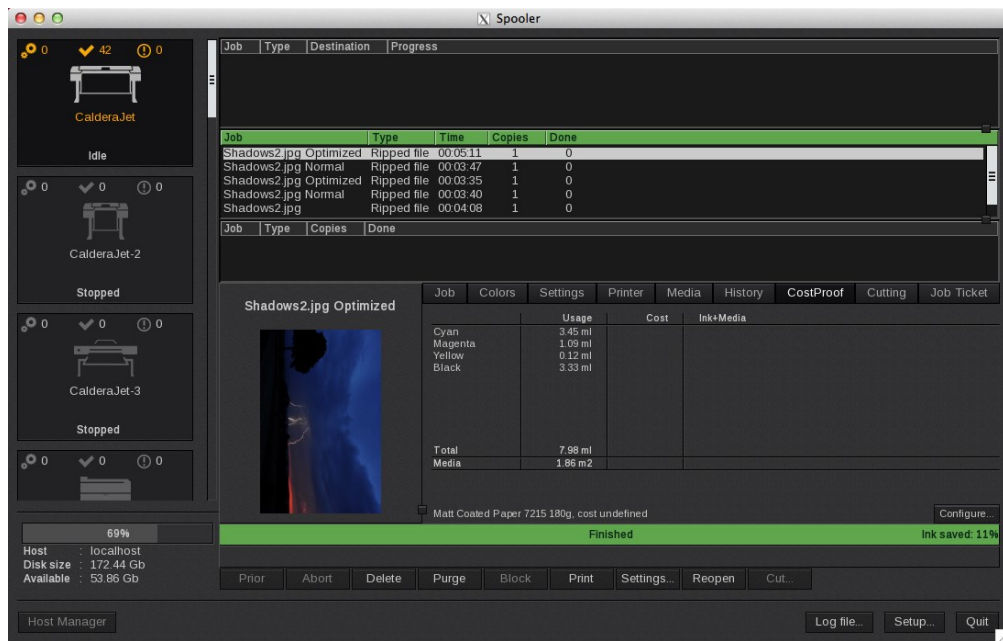 Spooler
0 42 0
CalderaJet
Idle
0 0 0
CalderaJet-2
Stopped
0 0 0
CalderaJet-3
Stopped
0 0 0
69%
Host : localhost
Disk size : 172.44 Gb
Available : 53.86 Gb
Job Type Destination Progress
Job Type Time Copies Done
Shadows2.jpg Optimized Ripped file 00:05:11 1 0
Shadows2.jpg Normal Ripped file 00:03:47 1 0
Shadows2.jpg Optimized Ripped file 00:03:35 1 0
Shadows2.jpg Normal Ripped file 00:03:40 1 0
Shadows2.jpg Ripped file 00:04:08 1 0
Job Type Copies Done
Shadows2.jpg Optimized
Job Colors Settings Printer Media History CostProof Cutting Job Ticket
Usage Cost Ink+Media
Cyan 3.45 ml
Magenta 1.09 ml
Yellow 0.12 ml
Black 3.33 ml
Total 7.98 ml
Media 1.86 m2
Matt Coated Paper 7215 180g, cost undefined Configure...
Finished Ink saved: 11%
Prior Abort Delete Purge Block Print Settings... Reopen Cut...
Host Manager Log file... Setup... Quit